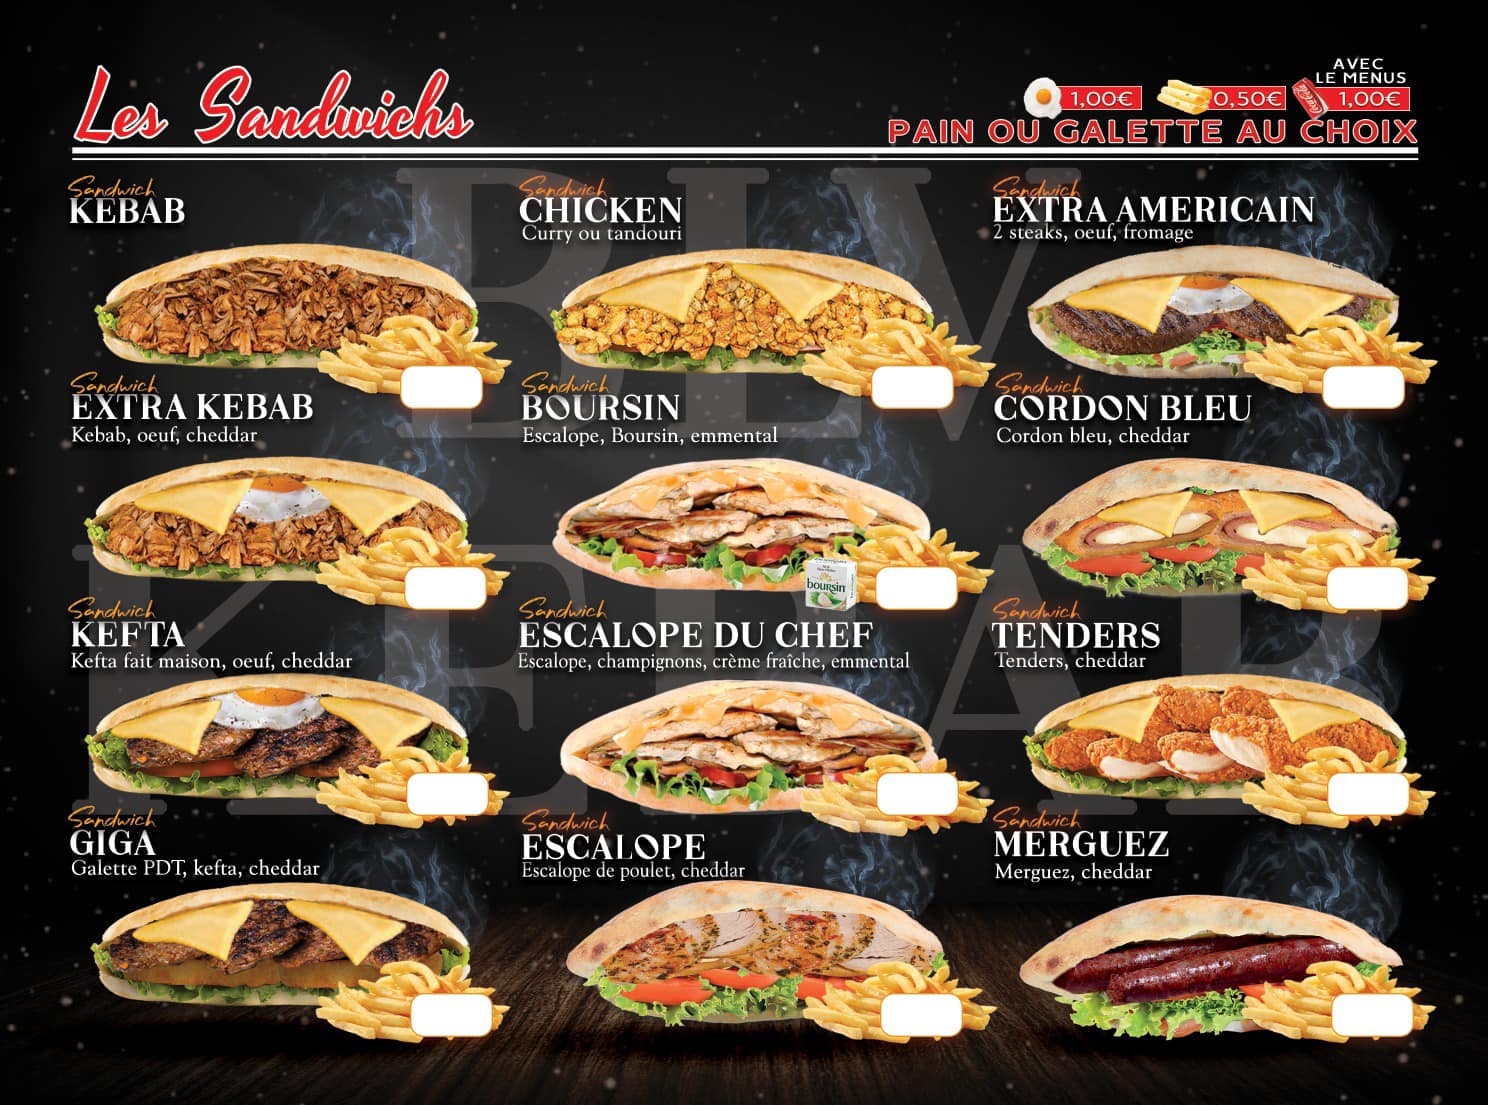 Les Sandwichs
AVEC
LE MENUS
1,00€
0,50€
1,00€
PAIN OU GALETTE AU CHOIX
BLV
KEBAB
Sandwich
KEBAB
Sandwich
CHICKEN
Curry ou tandouri
Sandwich
EXTRA AMERICAIN
2 steaks, oeuf, fromage
Sandwich
EXTRA KEBAB
Kebab, oeuf, cheddar
Sandwich
BOURSIN
Escalope, Boursin, emmental
boursin
Sandwich
CORDON BLEU
Cordon bleu, cheddar
Sandwich
KEFTA
Kefta fait maison, oeuf, cheddar
Sandwich
ESCALOPE DU CHEF
Escalope, champignons, crème fraîche, emmental
Sandwich
TENDERS
Tenders, cheddar
Sandwich
GIGA
Galette PDT, kefta, cheddar
Sandwich
ESCALOPE
Escalope de poulet, cheddar
Sandwich
MERGUEZ
Merguez, cheddar